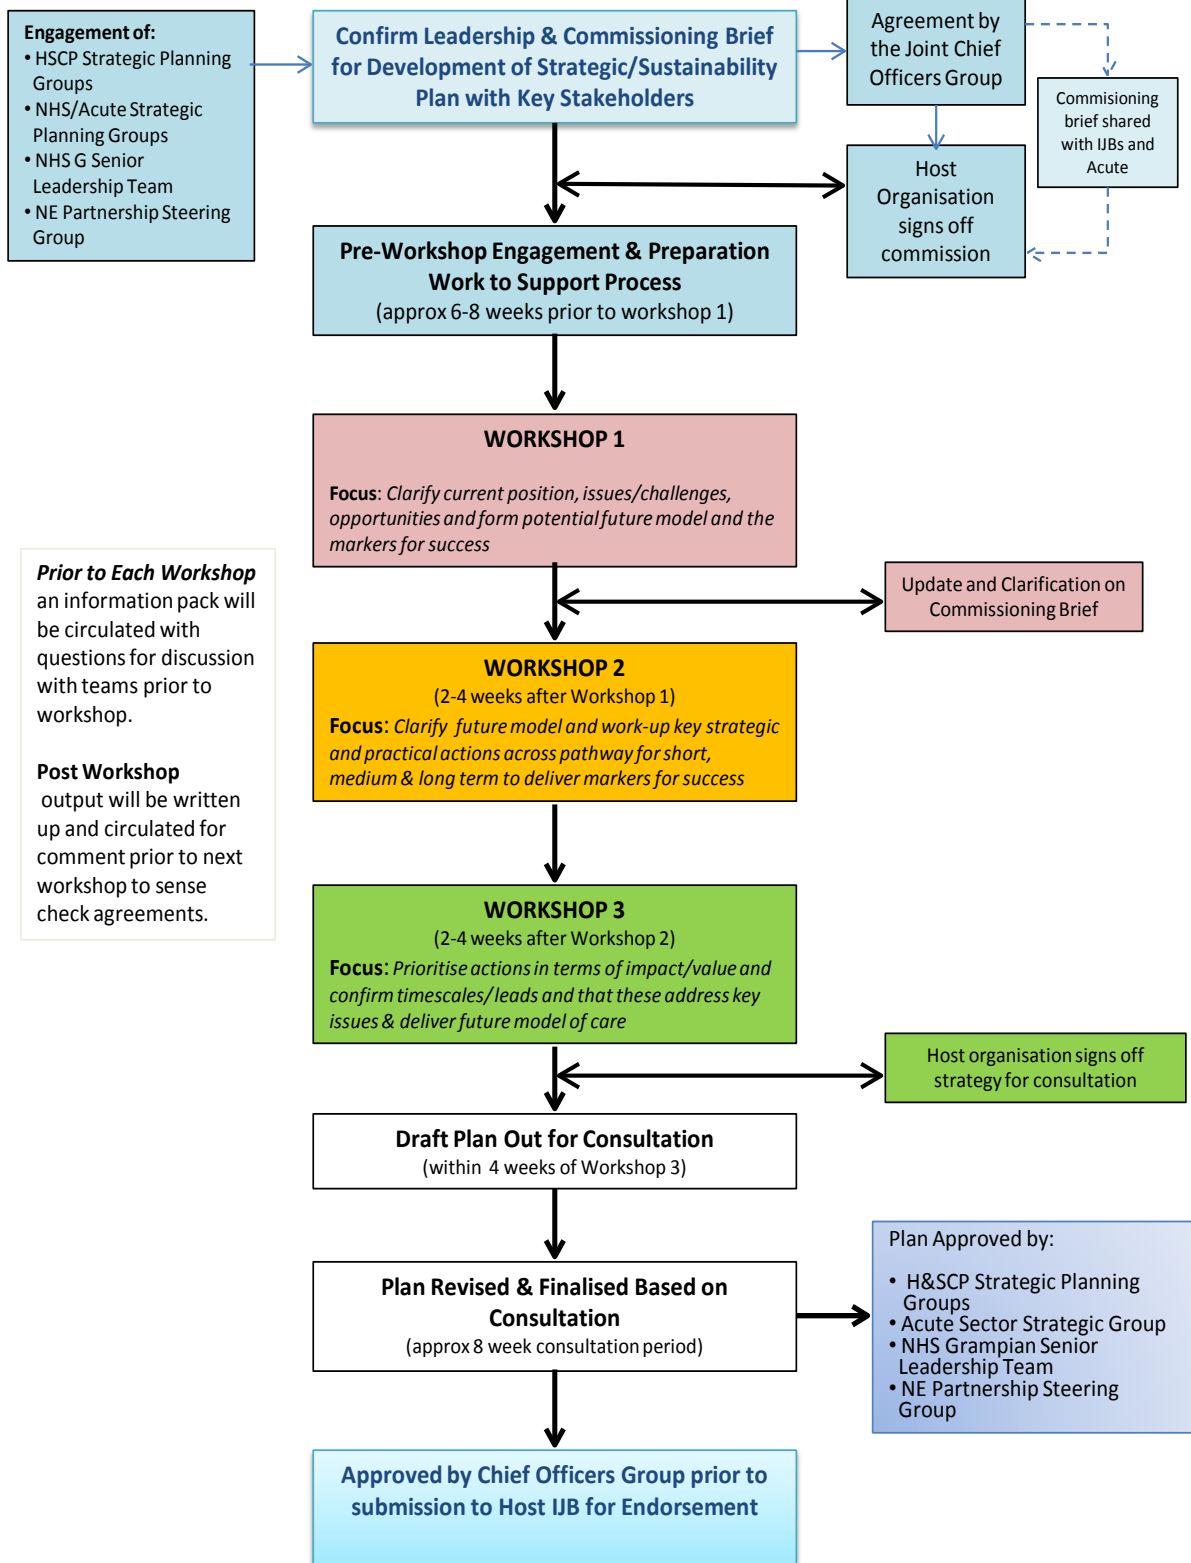 Engagement of:
• HSCP Strategic Planning
Groups
• NHS/Acute Strategic
Planning Groups
• NHS G Senior
Leadership Team
• NE Partnership Steering
Group
Confirm Leadership & Commissioning Brief
for Development of Strategic/Sustainability
Plan with Key Stakeholders
Agreement by
the Joint Chief
Officers Group
Commisioning
brief shared
with IJBs and
Acute
Host
Organisation
signs off
commission
Pre-Workshop Engagement & Preparation
Work to Support Process
(approx 6-8 weeks prior to workshop 1)
WORKSHOP 1
Focus: Clarify current position, issues/challenges,
opportunities and form potential future model and the
markers for success
Update and Clarification on
Commissioning Brief
Prior to Each Workshop
an information pack will
be circulated with
questions for discussion
with teams prior to
workshop.
Post Workshop
output will be written
up and circulated for
comment prior to next
workshop to sense
check agreements.
WORKSHOP 2
(2-4 weeks after Workshop 1)
Focus: Clarify future model and work-up key strategic
and practical actions across pathway for short,
medium & long term to deliver markers for success
WORKSHOP 3
(2-4 weeks after Workshop 2)
Focus: Prioritise actions in terms of impact/value and
confirm timescales/leads and that these address key
issues & deliver future model of care
Host organisation signs off
strategy for consultation
Draft Plan Out for Consultation
(within 4 weeks of Workshop 3)
Plan Revised & Finalised Based on
Consultation
(approx 8 week consultation period)
Plan Approved by:
• H&SCP Strategic Planning
Groups
• Acute Sector Strategic Group
• NHS Grampian Senior
Leadership Team
• NE Partnership Steering
Group
Approved by Chief Officers Group prior to
submission to Host IJB for Endorsement